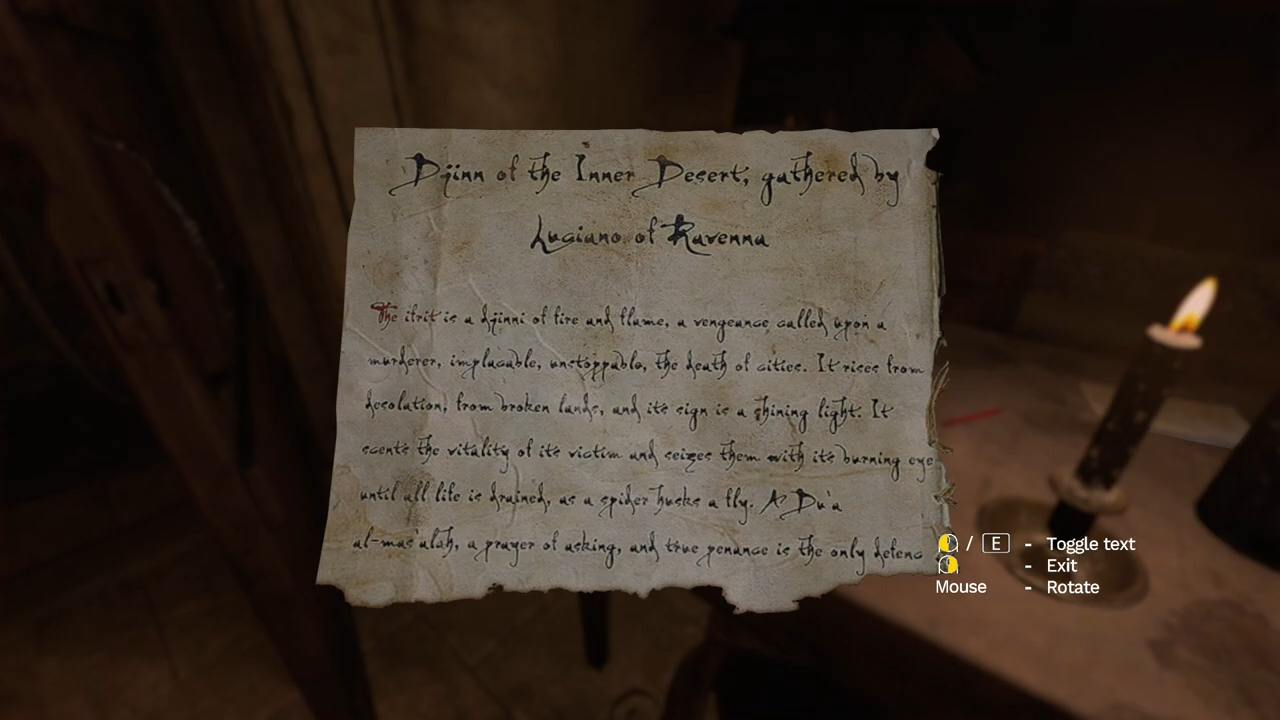 Djinn of the Inner Desert, gathered by
Luciano of Ravenna
The ifrit is a djinni of fire and flame, a vengeance called upon a
murderer, implacable, unstoppable, the death of cities. It rises from
desolation, from broken lands, and its sign is a shining light. It
scents the vitality of its victim and seizes them with its burning eye
until all life is drained, as a spider husks a fly. A Du'a
al-mas'alah, a prayer of asking, and true penance is the only defenc
/ E - Toggle text
- Exit
Mouse - Rotate